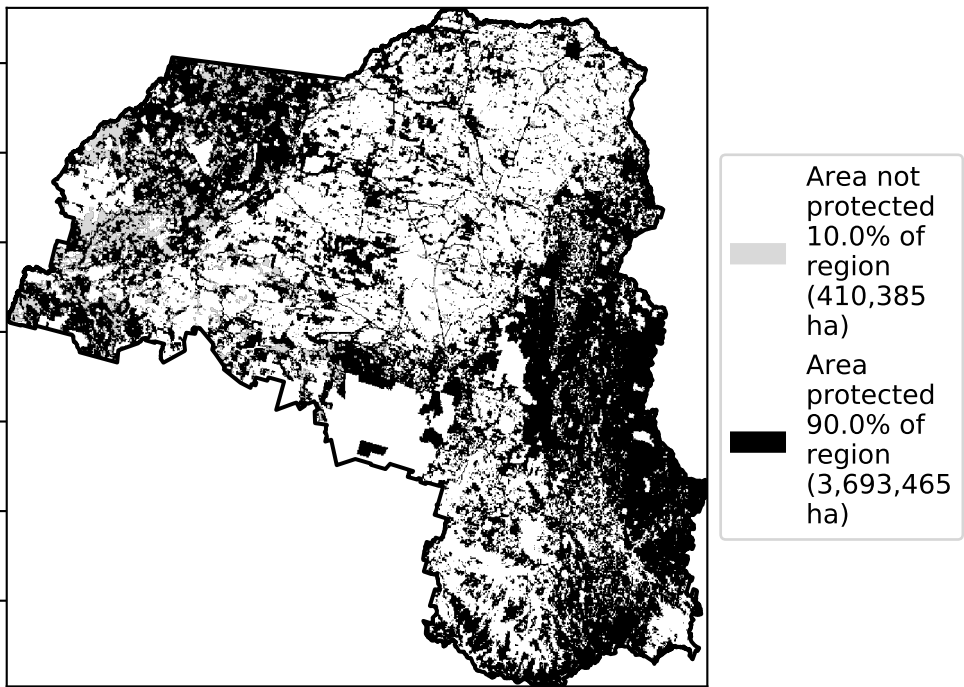 Area not
protected
10.0% of
region
(410,385
ha)
Area
protected
90.0% of
region
(3,693,465
ha)